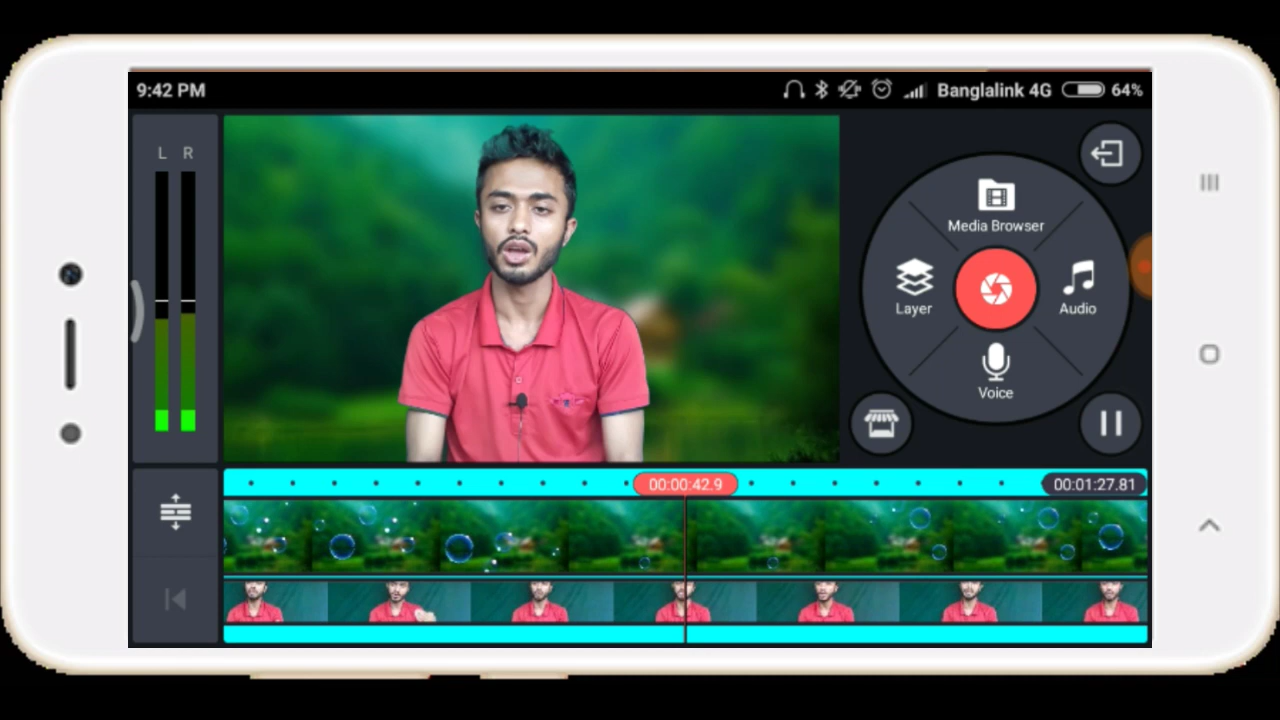 9:42 PM
Banglalink 4G
64%
L R
Media Browser
Layer
Audio
Voice
00:00:42.9
00:01:27.81